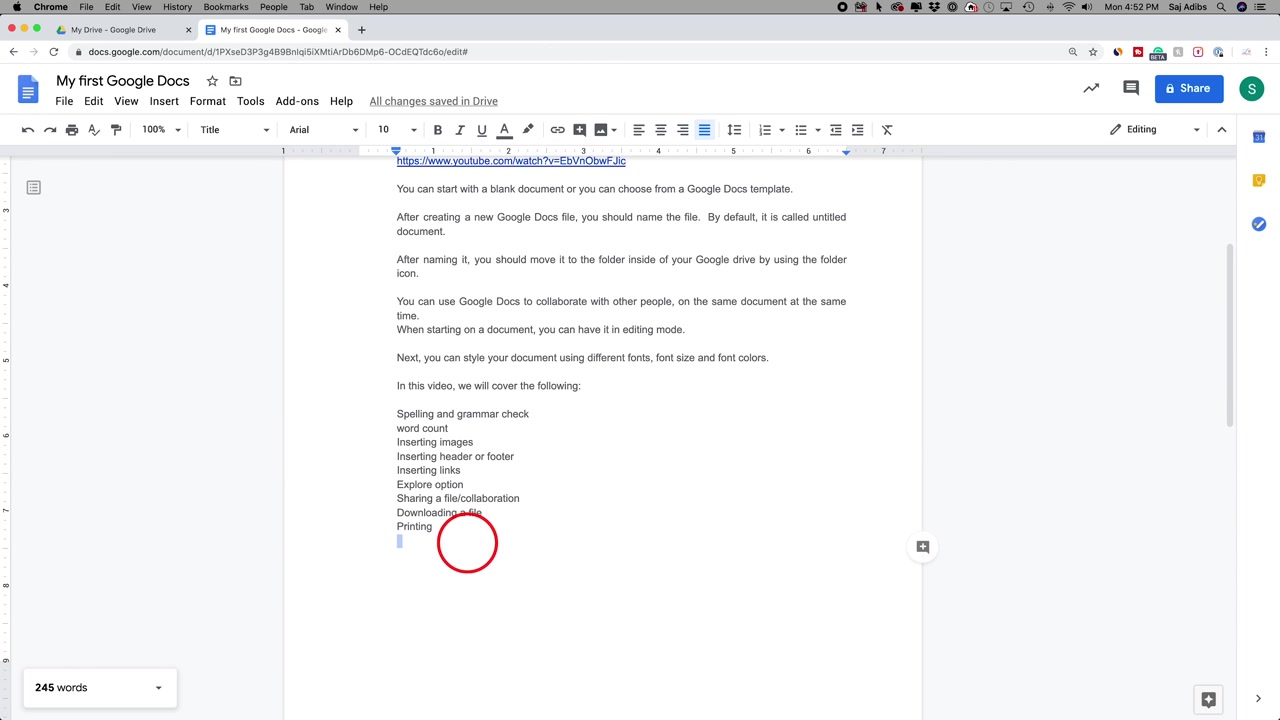 Chrome File Edit View History Bookmarks People Tab Window Help Mon 4:52 PM Saj Adibs
My Drive - Google Drive My first Google Docs - Google
docs.google.com/document/d/1PXseD3P3g4B9BnIqi5iXMtiArDb6DMp6-OCdEQTdc6o/edit#
My first Google Docs
File Edit View Insert Format Tools Add-ons Help All changes saved in Drive
Share
S
100% Title Arial 10 B I U A Editing
1 1 2 3 4 5 6 7
https://www.youtube.com/watch?v=EbVnObwFJic
You can start with a blank document or you can choose from a Google Docs template.
After creating a new Google Docs file, you should name the file. By default, it is called untitled
document.
After naming it, you should move it to the folder inside of your Google drive by using the folder
icon.
You can use Google Docs to collaborate with other people, on the same document at the same
time.
When starting on a document, you can have it in editing mode.
Next, you can style your document using different fonts, font size and font colors.
In this video, we will cover the following:
Spelling and grammar check
word count
Inserting images
Inserting header or footer
Inserting links
Explore option
Sharing a file/collaboration
Downloading a file
Printing
245 words